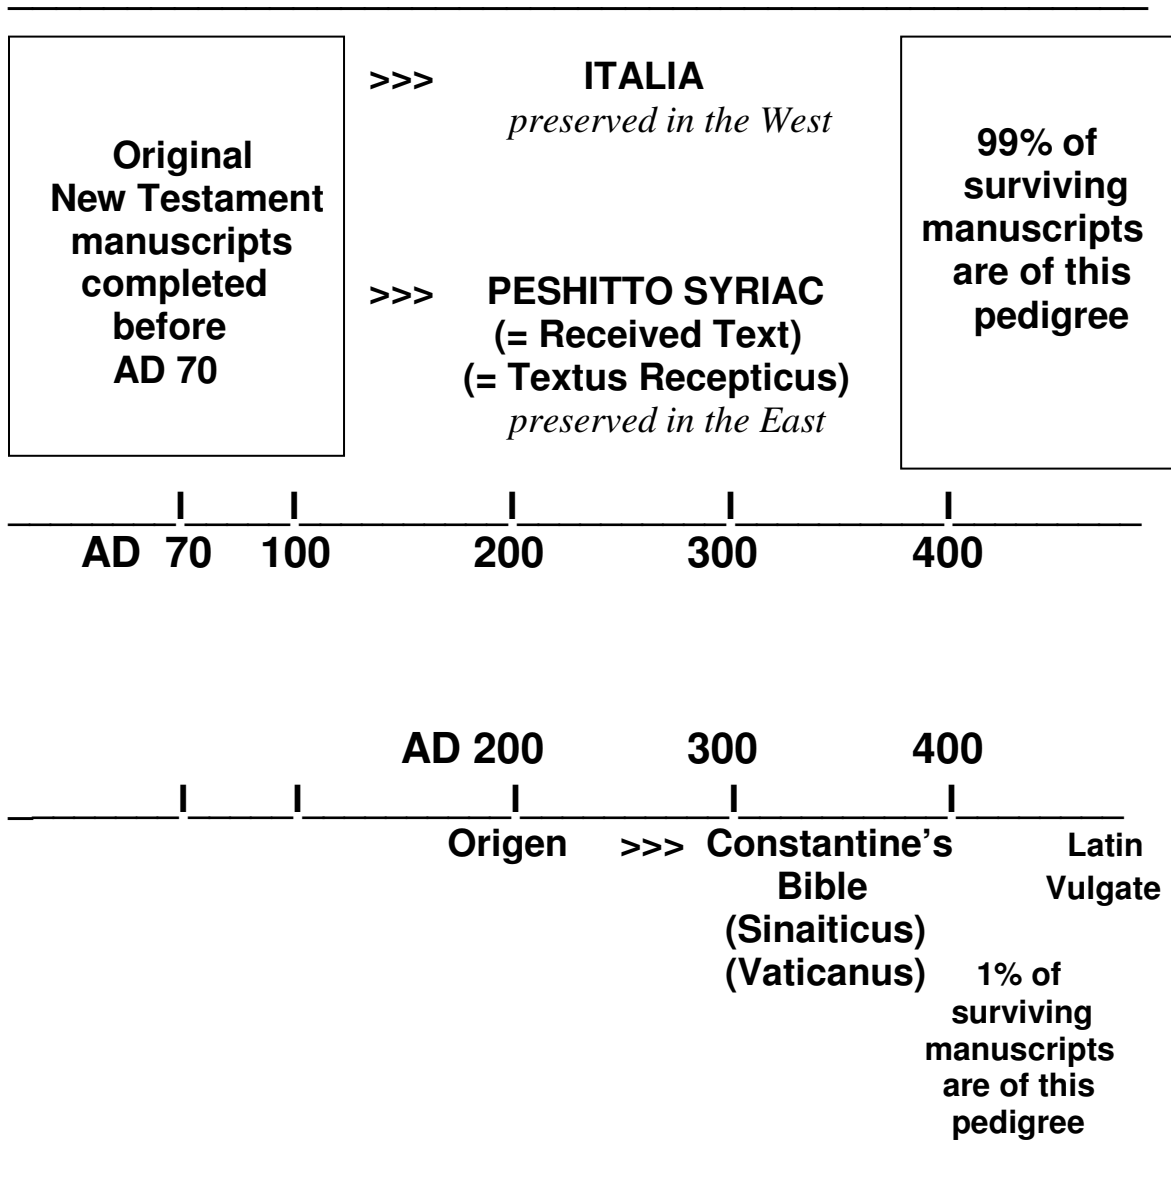 Original
New Testament
manuscripts
completed
before
AD 70
>>> ITALIA
preserved in the West
>>> PESHITTO SYRIAC
(= Received Text)
(= Textus Recepticus)
preserved in the East
99% of
surviving
manuscripts
are of this
pedigree
AD 70 100 200 300 400
AD 200 300 400
Origen >>> Constantine’s
Bible
(Sinaiticus)
(Vaticanus)
Latin
Vulgate
1% of
surviving
manuscripts
are of this
pedigree